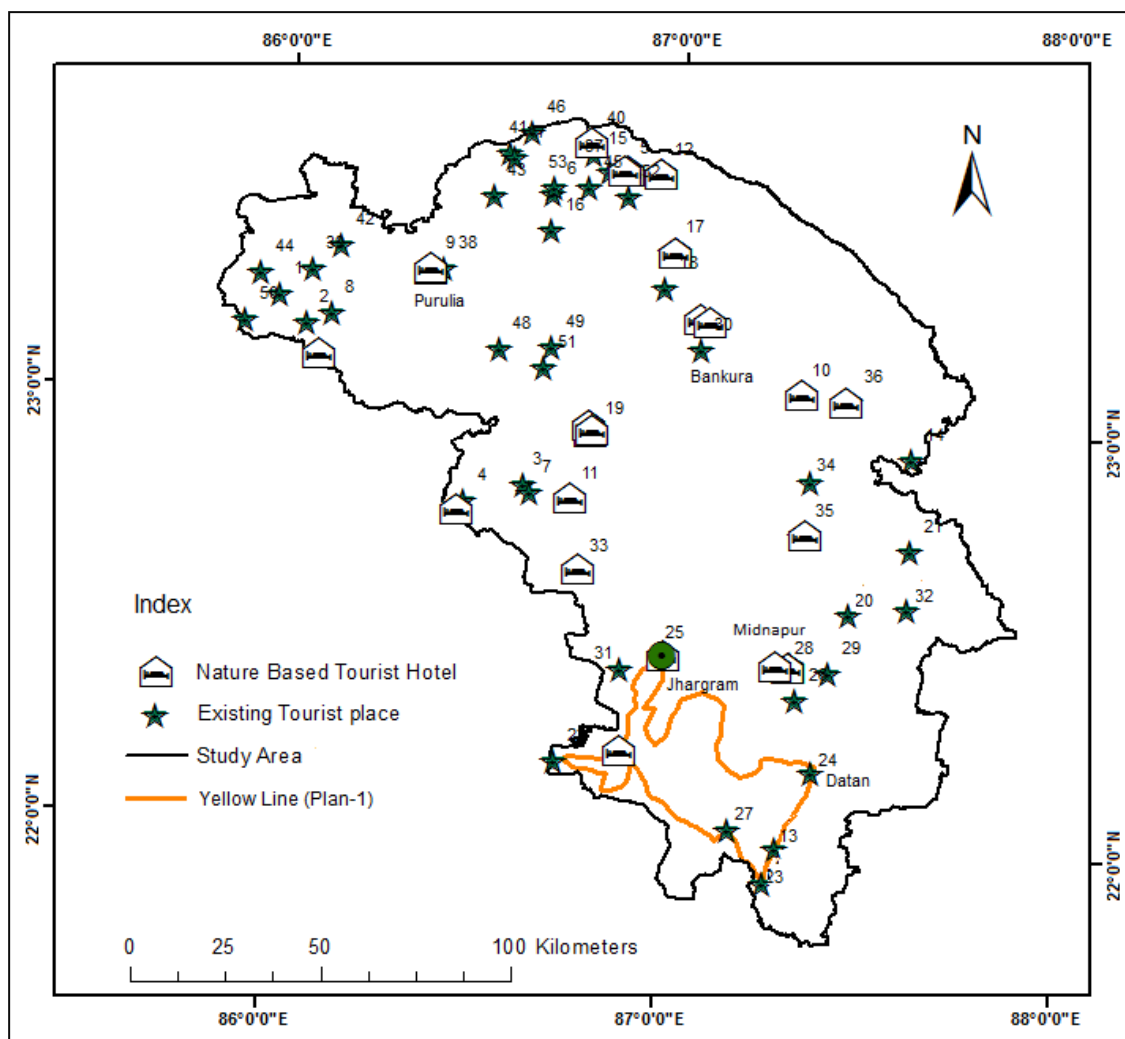 86°0'0"E 87°0'0"E 88°0'0"E
N
46 40
41 15
53 6 45 12
43
16
42 17
44 9 38
1 18
Purulia
50 2 8
30
48 49
51 Bankura
23°0'0"N
10 36
19
23°0'0"N
3 7 11 34
4
35
21
33
Index
20 32
Midnapur
25 28 29
31
Nature Based Tourist Hotel
Jhargram
Existing Tourist place
Study Area
24
Datan
Yellow Line (Plan-1)
22°0'0"N
27
13
23
22°0'0"N
0 25 50 100 Kilometers
86°0'0"E 87°0'0"E 88°0'0"E